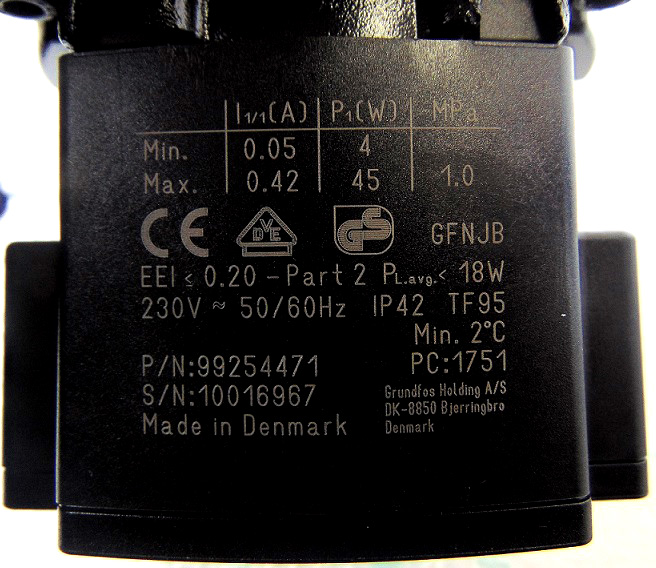 I1/1(A) P1(W) MPa
Min. 0.05 4
Max. 0.42 45 1.0
CE DVE GS GFNJB
EEI ≤ 0.20 - Part 2 PL.avg.< 18W
230V ≈ 50/60Hz IP42 TF95
Min. 2°C
P/N:99254471 PC:1751
S/N:10016967 Grundfos Holding A/S
DK-8850 Bjerringbro
Made in Denmark Denmark